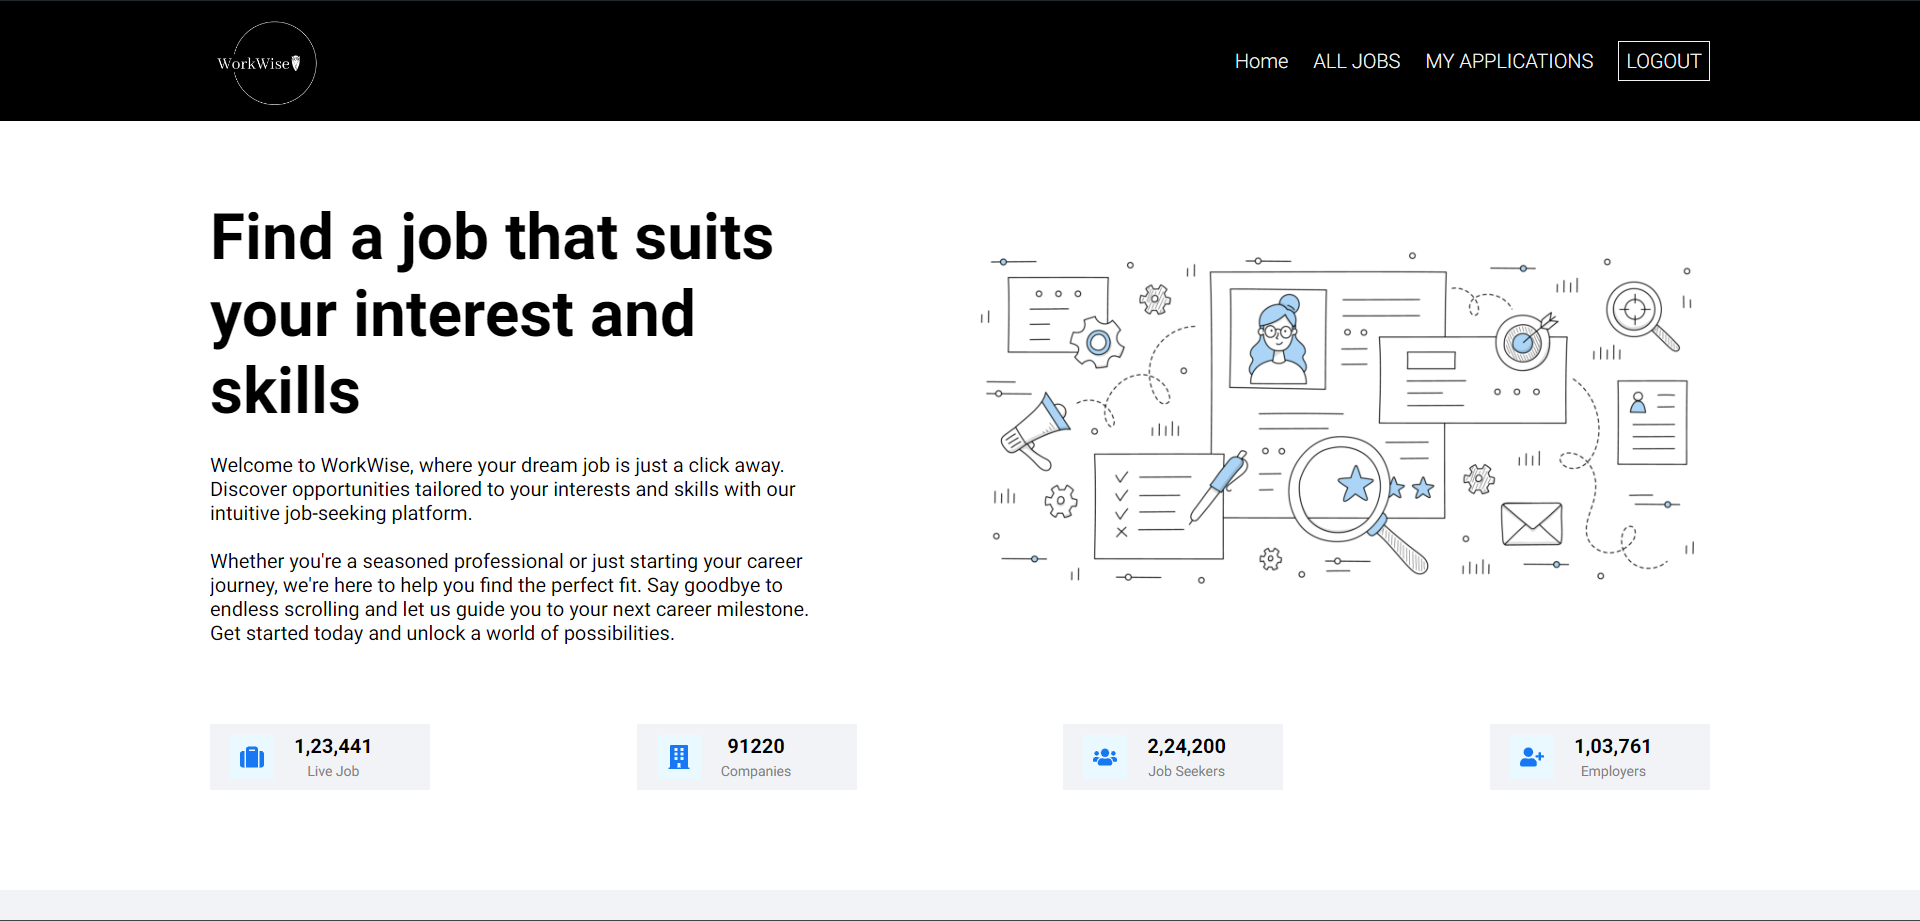 WorkWise
Home ALL JOBS MY APPLICATIONS LOGOUT
Find a job that suits
your interest and
skills
Welcome to WorkWise, where your dream job is just a click away.
Discover opportunities tailored to your interests and skills with our
intuitive job-seeking platform.
Whether you're a seasoned professional or just starting your career
journey, we're here to help you find the perfect fit. Say goodbye to
endless scrolling and let us guide you to your next career milestone.
Get started today and unlock a world of possibilities.
1,23,441
Live Job
91220
Companies
2,24,200
Job Seekers
1,03,761
Employers